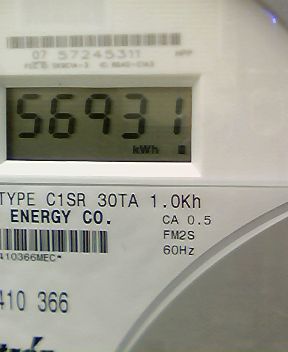 07 57245311
56931
kWh
TYPE C1SR 30TA 1.0Kh
ENERGY CO. CA 0.5
FM2S
60Hz
410366MEC*
410 366